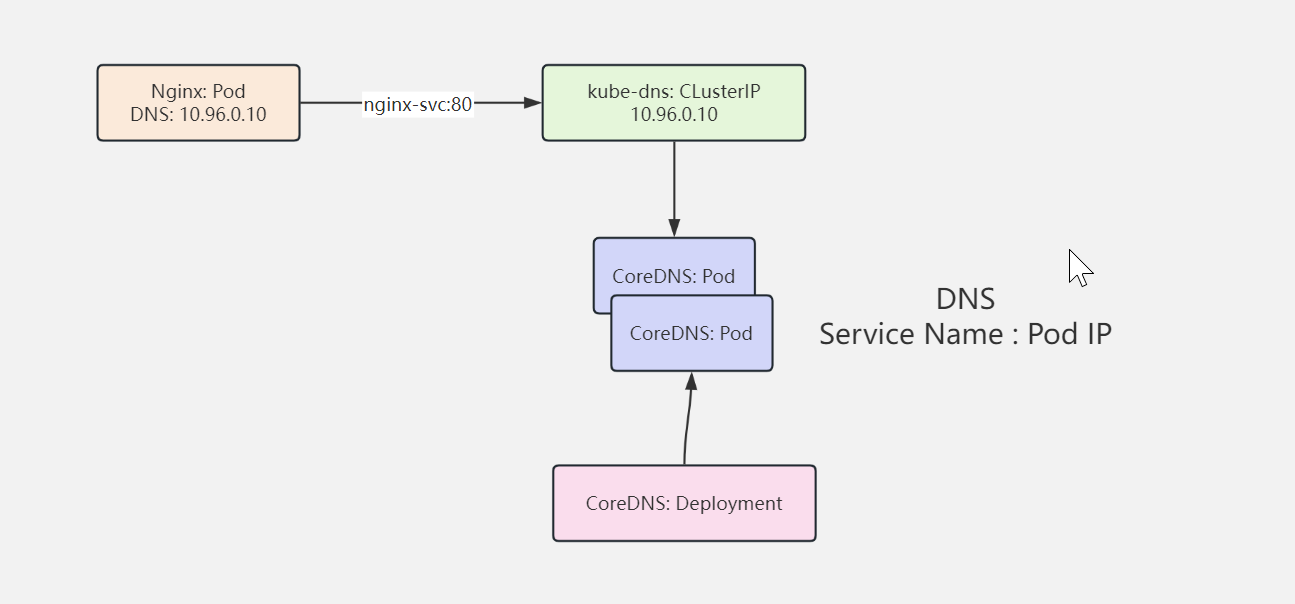 Nginx: Pod
DNS: 10.96.0.10
nginx-svc:80
kube-dns: CLusterIP
10.96.0.10
CoreDNS: Pod
CoreDNS: Pod
DNS
Service Name : Pod IP
CoreDNS: Deployment